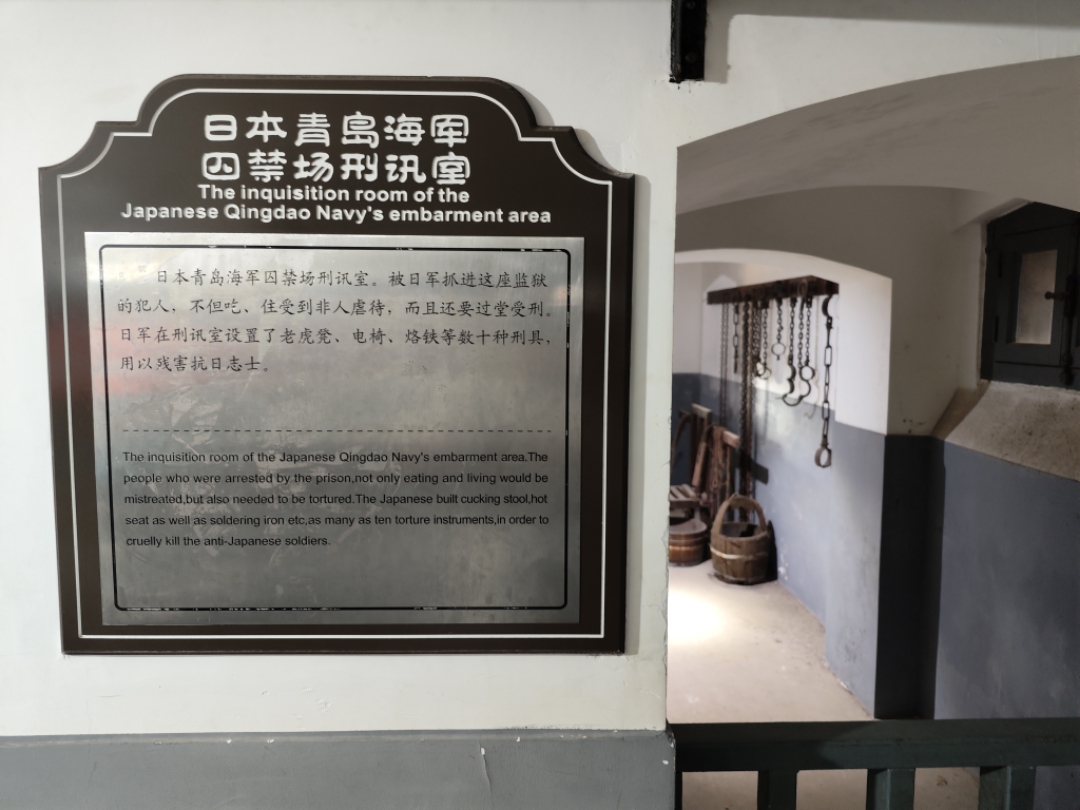 日本青岛海军
囚禁场刑讯室
The inquisition room of the
Japanese Qingdao Navy's embarment area
日本青岛海军囚禁场刑讯室。被日军抓进这座监狱
的犯人，不但吃、住受到非人虐待，而且还要过堂受刑。
日军在刑讯室设置了老虎凳、电椅、烙铁等数十种刑具，
用以残害抗日志士。
The inquisition room of the Japanese Qingdao Navy's embarment area.The
people who were arrested by the prison,not only eating and living would be
mistreated,but also needed to be tortured.The Japanese built cucking stool,hot
seat as well as soldering iron etc,as many as ten torture instruments,in order to
cruelly kill the anti-Japanese soldiers.